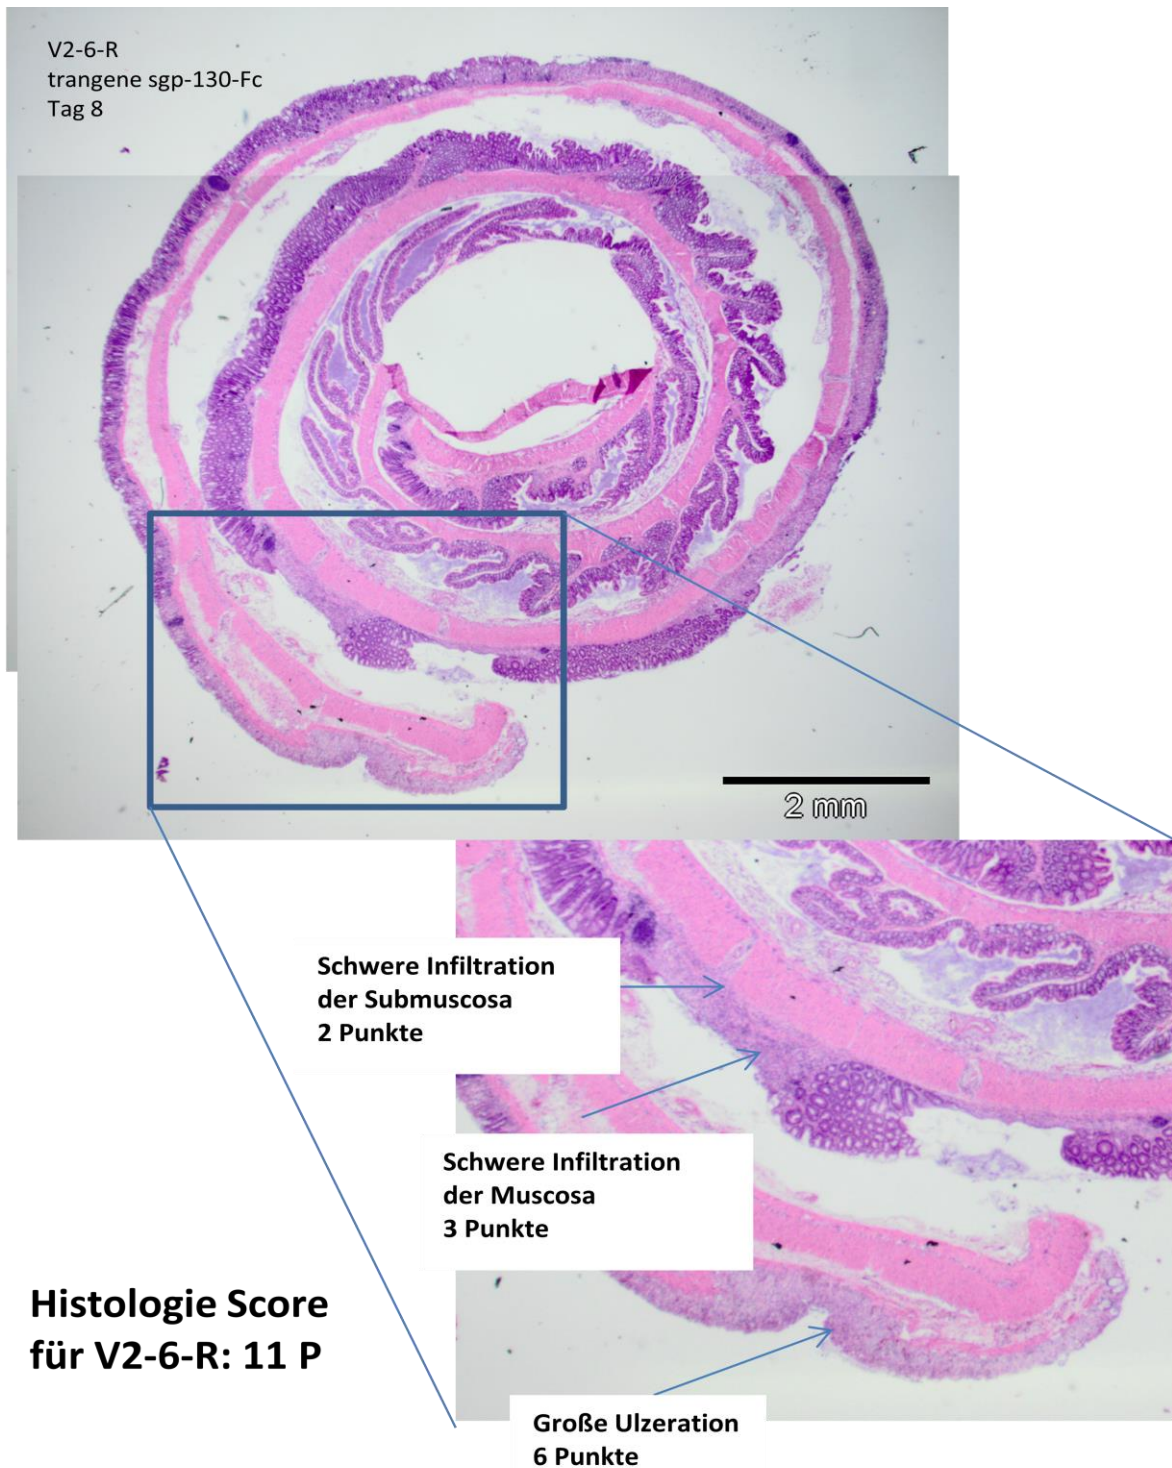 V2-6-R
trangene sgp-130-Fc
Tag 8
2 mm
Schwere Infiltration
der Submuscosa
2 Punkte
Schwere Infiltration
der Muscosa
3 Punkte
Histologie Score
für V2-6-R: 11 P
Große Ulzeration
6 Punkte